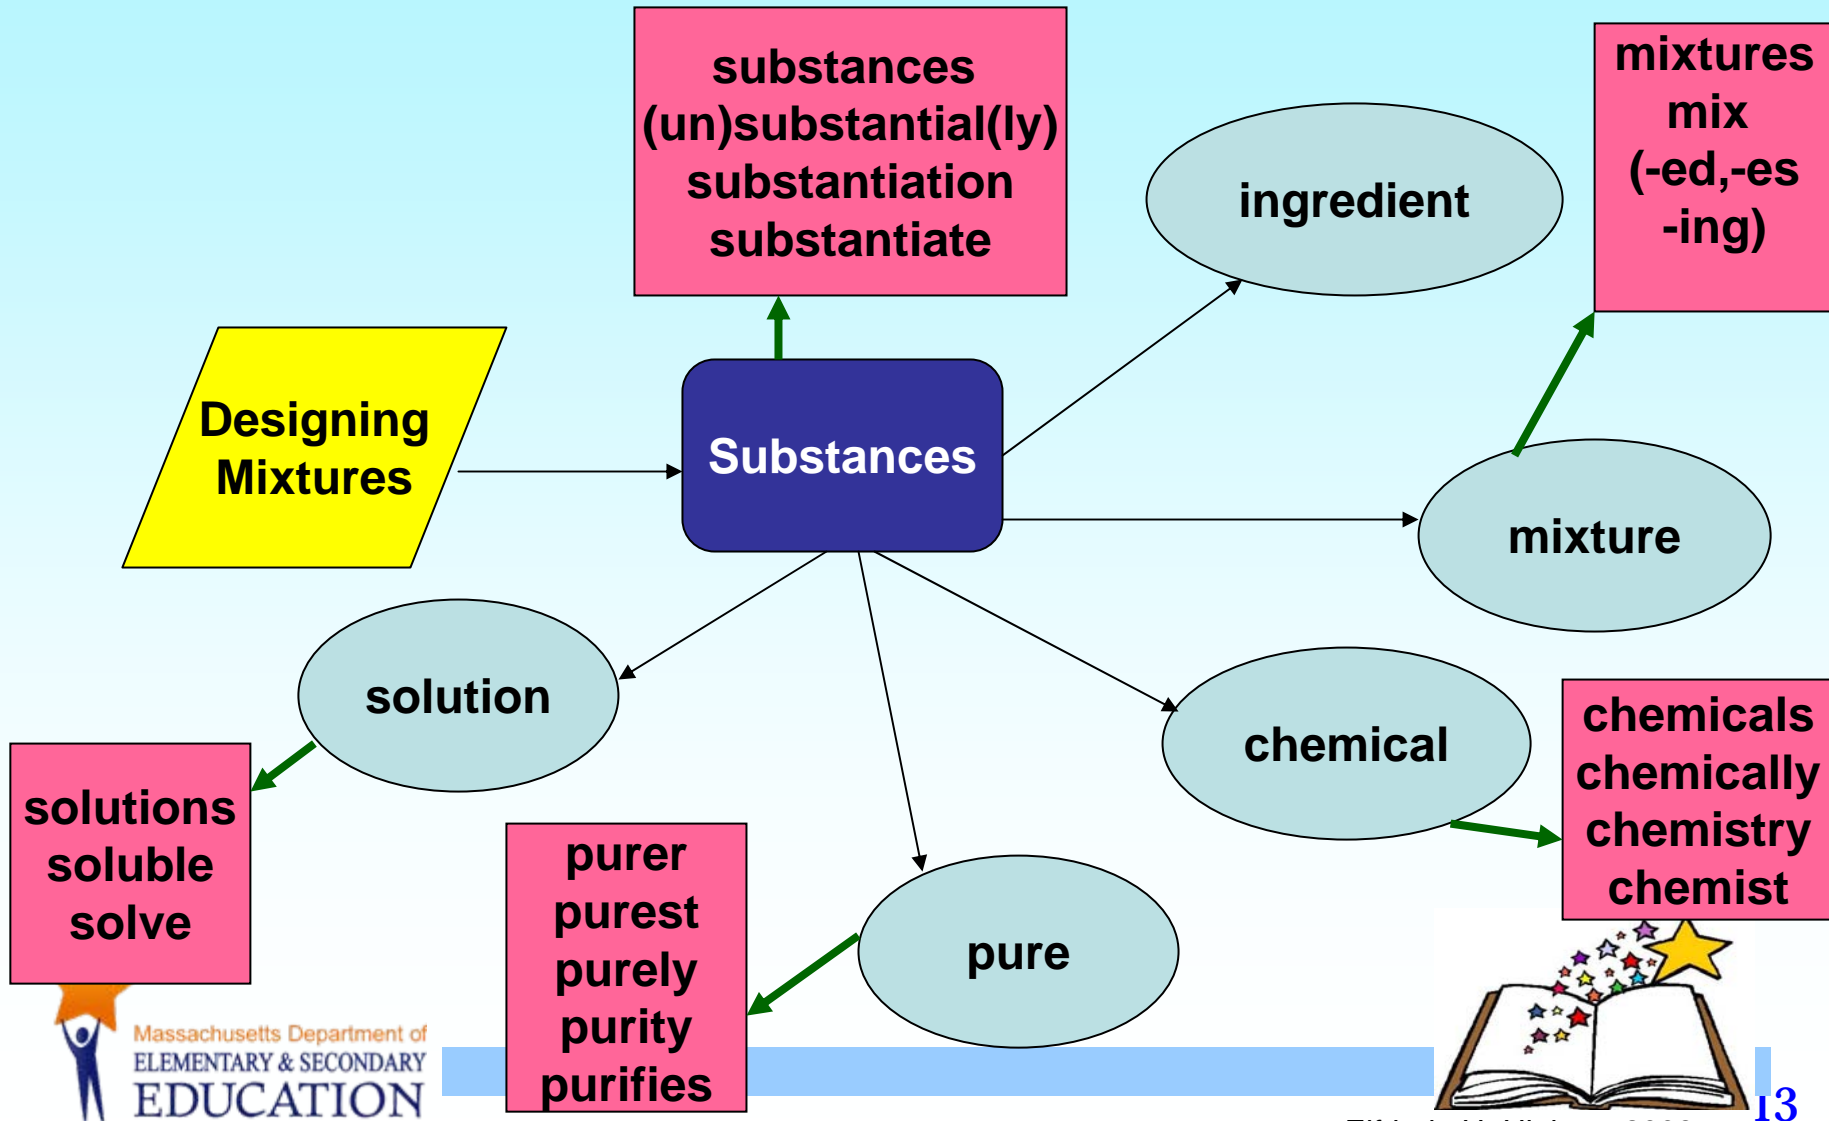 substances
(un)substantial(ly)
substantiation
substantiate
mixtures
mix
(-ed,-es
-ing)
ingredient
Designing
Mixtures
Substances
mixture
solution
chemical
chemicals
chemically
chemistry
chemist
solutions
soluble
solve
purer
purest
purely
purity
purifies
pure
Massachusetts Department of
ELEMENTARY & SECONDARY
EDUCATION
13